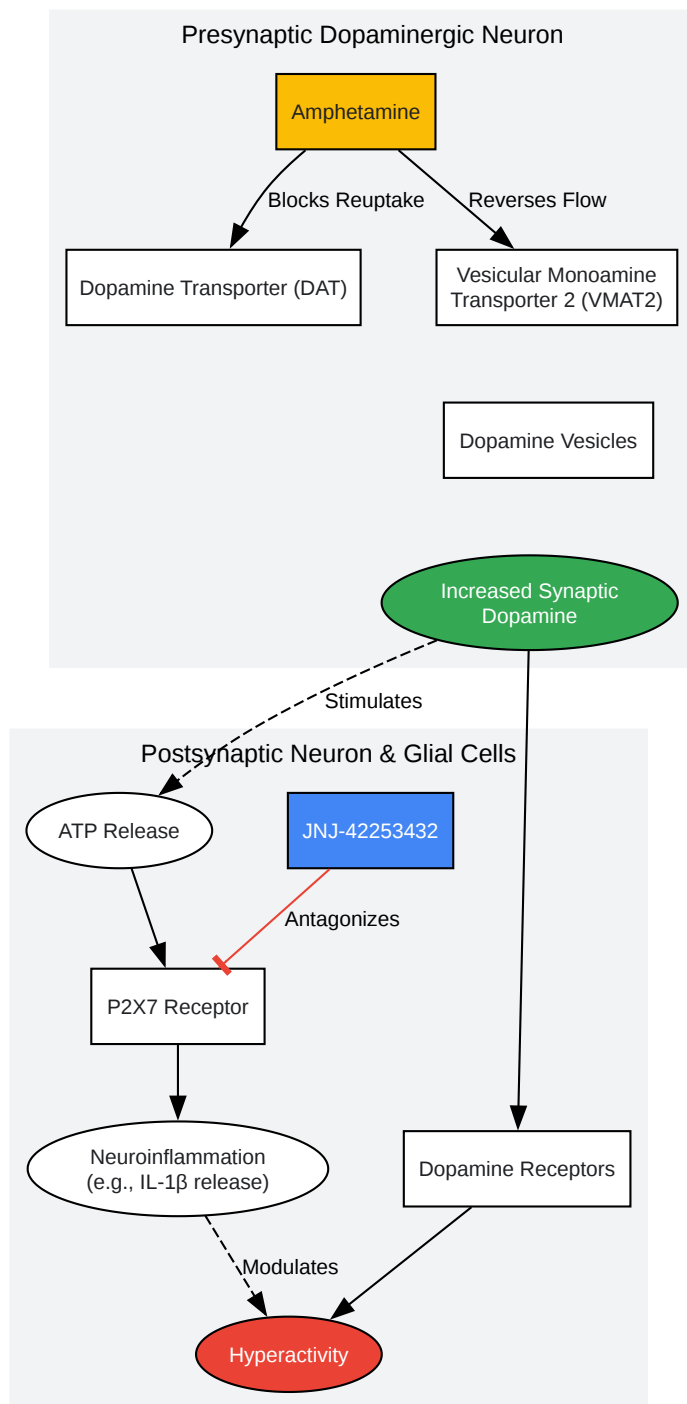 Presynaptic Dopaminergic Neuron
Amphetamine
Blocks Reuptake
Reverses Flow
Dopamine Transporter (DAT)
Vesicular Monoamine
Transporter 2 (VMAT2)
Dopamine Vesicles
Increased Synaptic
Dopamine
Stimulates
Postsynaptic Neuron & Glial Cells
ATP Release
JNJ-42253432
Antagonizes
P2X7 Receptor
Neuroinflammation
(e.g., IL-1β release)
Dopamine Receptors
Modulates
Hyperactivity